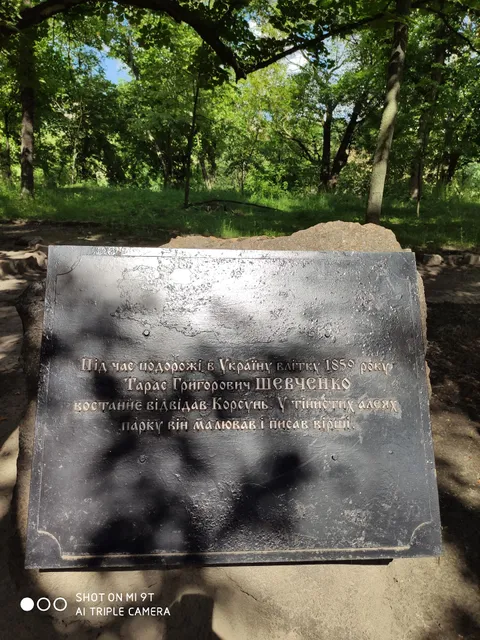 Під час подорожі в Україну влітку 1859 року
Тарас Григорович ШЕВЧЕНКО
востаннє відвідав Корсунь. У тінистих алеях
парку він малював і писав вірші.
SHOT ON MI 9T
AI TRIPLE CAMERA